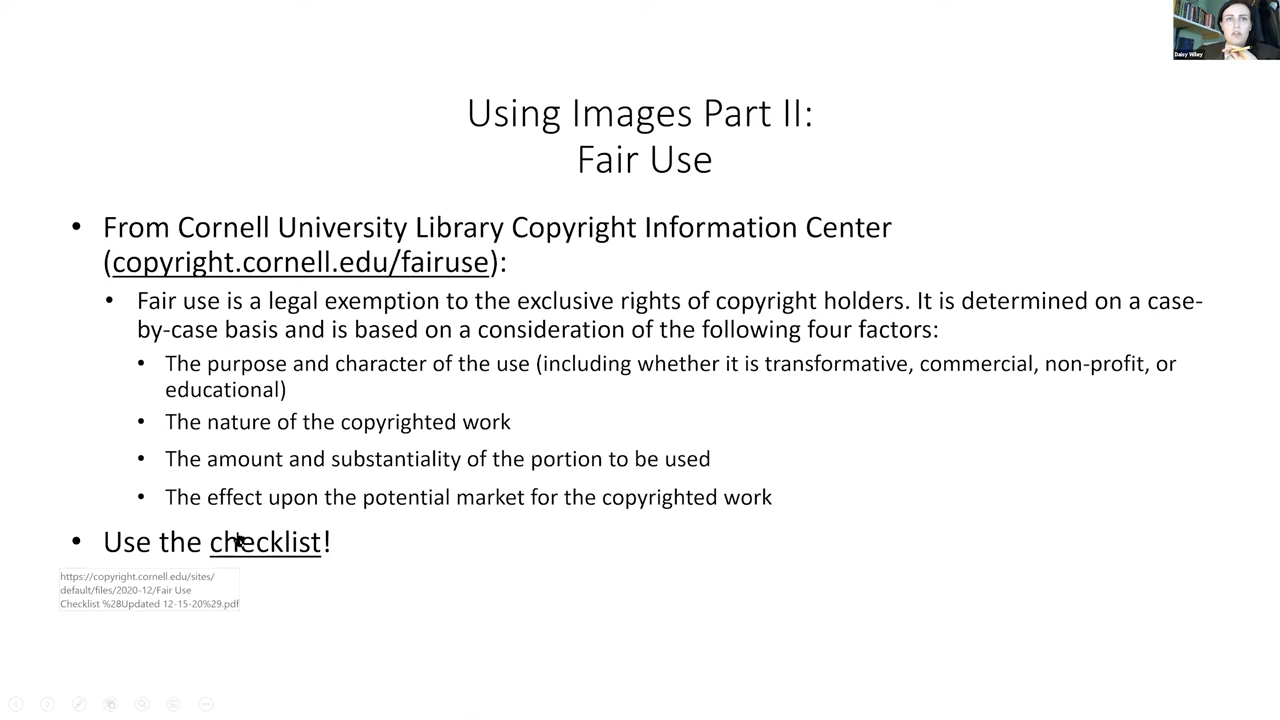 Daisy Wiley
Using Images Part II:
Fair Use
• From Cornell University Library Copyright Information Center
(copyright.cornell.edu/fairuse):
• Fair use is a legal exemption to the exclusive rights of copyright holders. It is determined on a case-
by-case basis and is based on a consideration of the following four factors:
• The purpose and character of the use (including whether it is transformative, commercial, non-profit, or
educational)
• The nature of the copyrighted work
• The amount and substantiality of the portion to be used
• The effect upon the potential market for the copyrighted work
• Use the checklist!
https://copyright.cornell.edu/sites/
default/files/2020-12/Fair Use
Checklist %28Updated 12-15-20%29.pdf